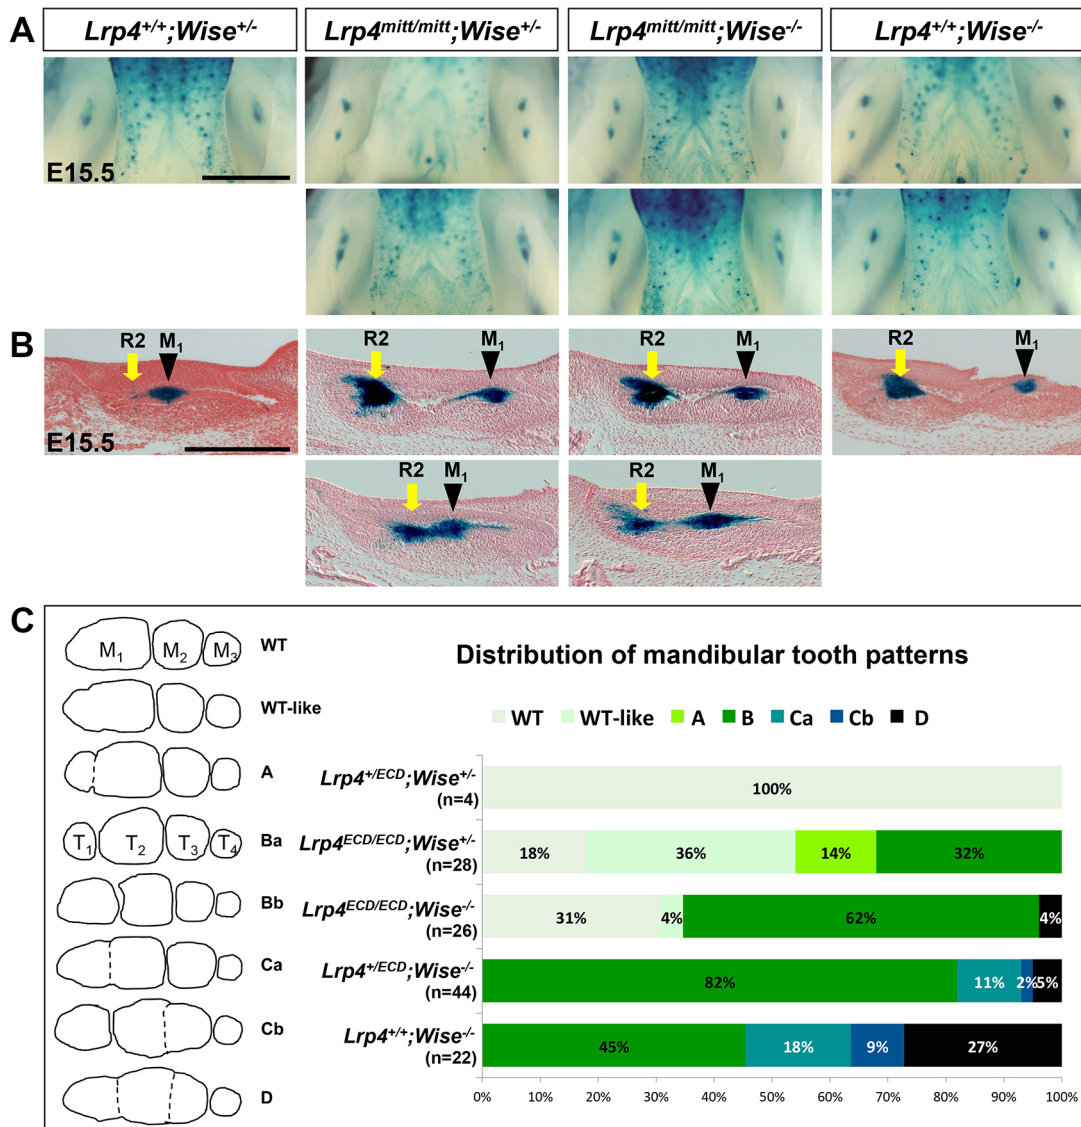 A
Lrp4+/+;Wise+/-
Lrp4mitt/mitt;Wise+/-
Lrp4mitt/mitt;Wise-/-
Lrp4+/+;Wise-/-
E15.5
B
R2 M1
R2 M1
R2 M1
R2 M1
E15.5
R2 M1
R2 M1
C
M1 M2 M3 WT
WT-like
A
T1 T2 T3 T4 Ba
Bb
Ca
Cb
D
Distribution of mandibular tooth patterns
WT WT-like A B Ca Cb D
Lrp4+/ECD;Wise+/-
(n=4)
100%
Lrp4ECD/ECD;Wise+/-
(n=28)
18% 36% 14% 32%
Lrp4ECD/ECD;Wise-/-
(n=26)
31% 4% 62% 4%
Lrp4+/ECD;Wise-/-
(n=44)
82% 11% 2% 5%
Lrp4+/+;Wise-/-
(n=22)
45% 18% 9% 27%
0% 10% 20% 30% 40% 50% 60% 70% 80% 90% 100%